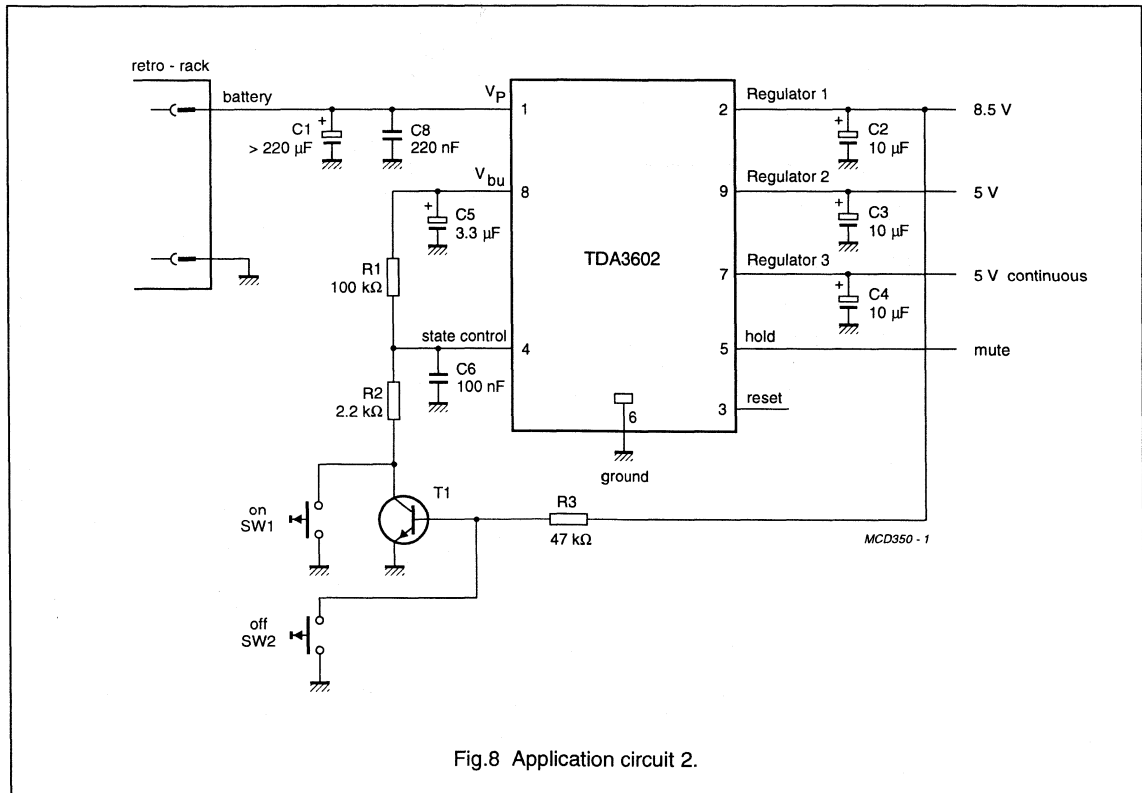 retro - rack
battery
VP
1
2
Regulator 1
8.5 V
+
C1
> 220 µF
C8
220 nF
+
C2
10 µF
Vbu
8
9
Regulator 2
5 V
+
C5
3.3 µF
+
C3
10 µF
TDA3602
R1
100 kΩ
7
Regulator 3
5 V continuous
+
C4
10 µF
state control
4
5
hold
mute
C6
100 nF
R2
2.2 kΩ
6
3
reset
ground
T1
R3
47 kΩ
on
SW1
MCD350 - 1
off
SW2
Fig.8 Application circuit 2.